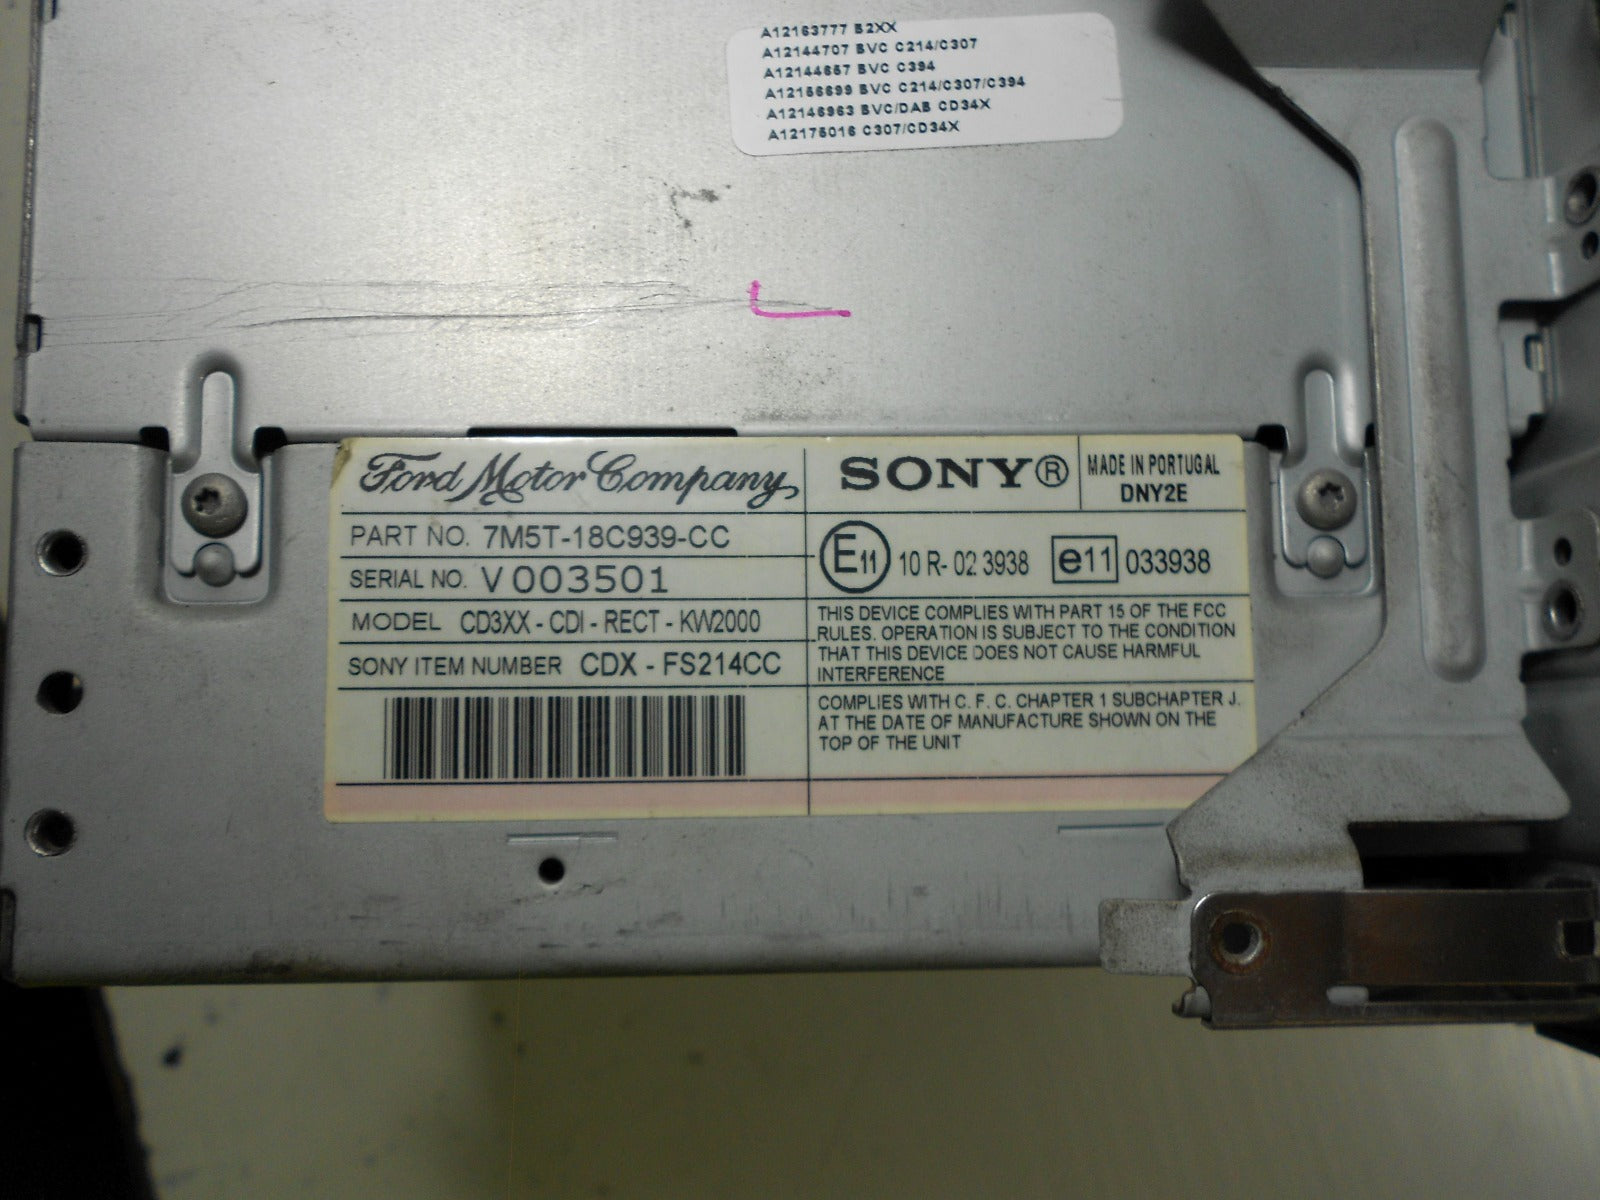 A12163777 B2XX
A12144707 BVC C214/C307
A12144657 BVC C394
A12156699 BVC C214/C307/C394
A12146963 BVC/DAB CD34X
A12175016 C307/CD34X
Ford Motor Company
SONY®
MADE IN PORTUGAL
DNY2E
PART NO. 7M5T-18C939-CC
SERIAL NO. V003501
MODEL CD3XX - CDI - RECT - KW2000
SONY ITEM NUMBER CDX - FS214CC
E11 10 R- 02 3938 e11 033938
THIS DEVICE COMPLIES WITH PART 15 OF THE FCC
RULES. OPERATION IS SUBJECT TO THE CONDITION
THAT THIS DEVICE DOES NOT CAUSE HARMFUL
INTERFERENCE
COMPLIES WITH C. F. C. CHAPTER 1 SUBCHAPTER J.
AT THE DATE OF MANUFACTURE SHOWN ON THE
TOP OF THE UNIT